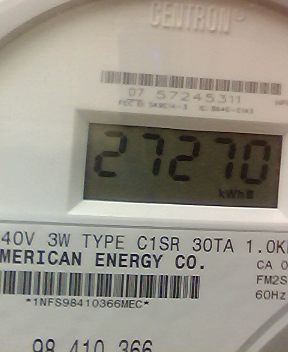 CENTRON®
07 57245311
27270
kWh
40V 3W TYPE C1SR 30TA 1.0K
MERICAN ENERGY CO.
CA 0
FM2S
*1NFS98410366MEC*
60Hz
98 410 366